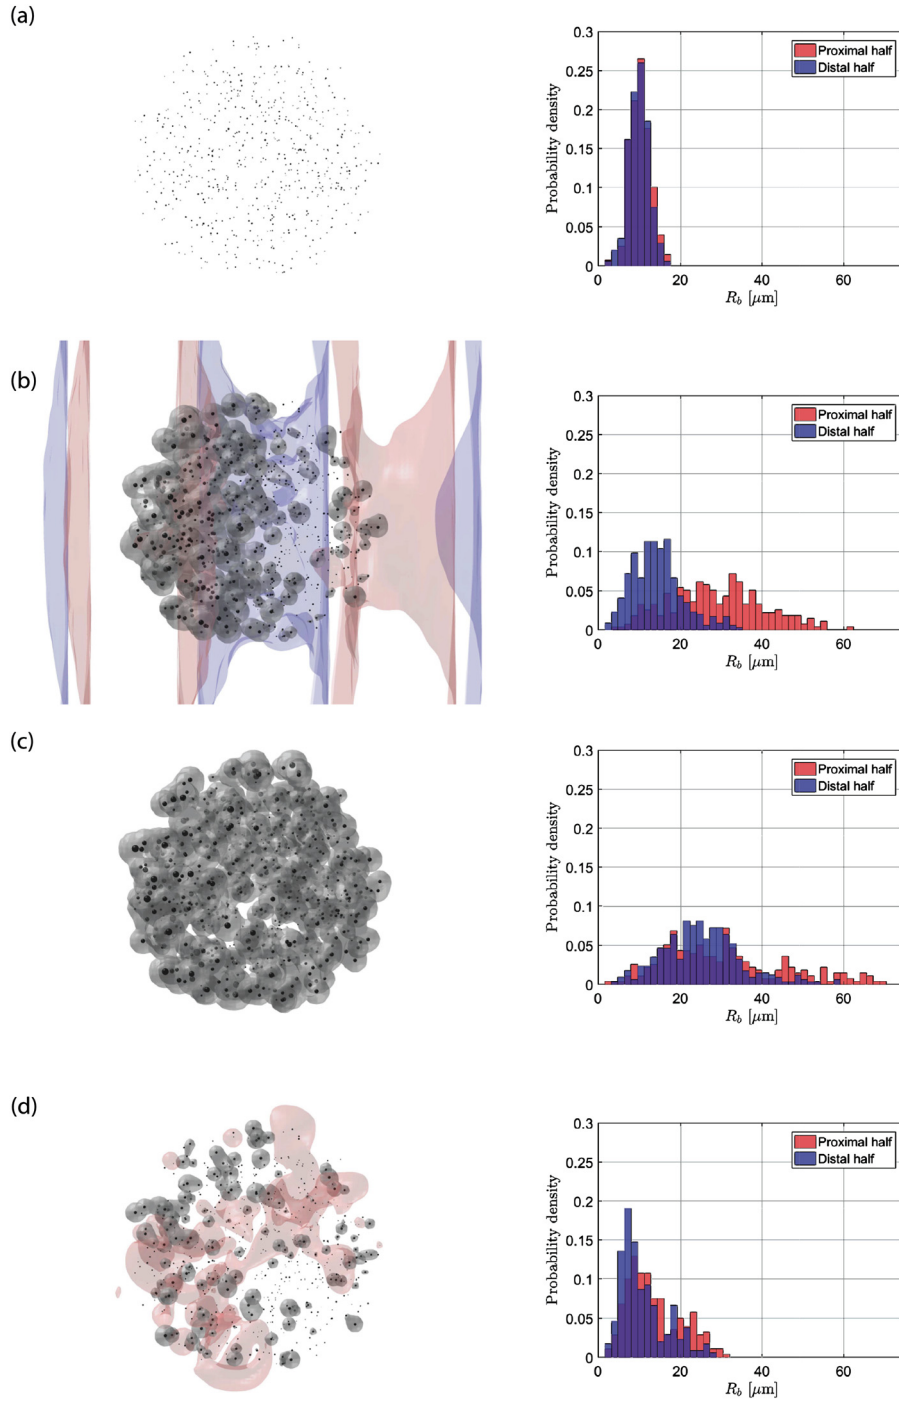 (a)
0.3
0.25
0.2
0.15
0.1
0.05
0
Probability density
Proximal half
Distal half
0 20 40 60
R_b [μm]
(b)
0.3
0.25
0.2
0.15
0.1
0.05
0
Probability density
Proximal half
Distal half
0 20 40 60
R_b [μm]
(c)
0.3
0.25
0.2
0.15
0.1
0.05
0
Probability density
Proximal half
Distal half
0 20 40 60
R_b [μm]
(d)
0.3
0.25
0.2
0.15
0.1
0.05
0
Probability density
Proximal half
Distal half
0 20 40 60
R_b [μm]